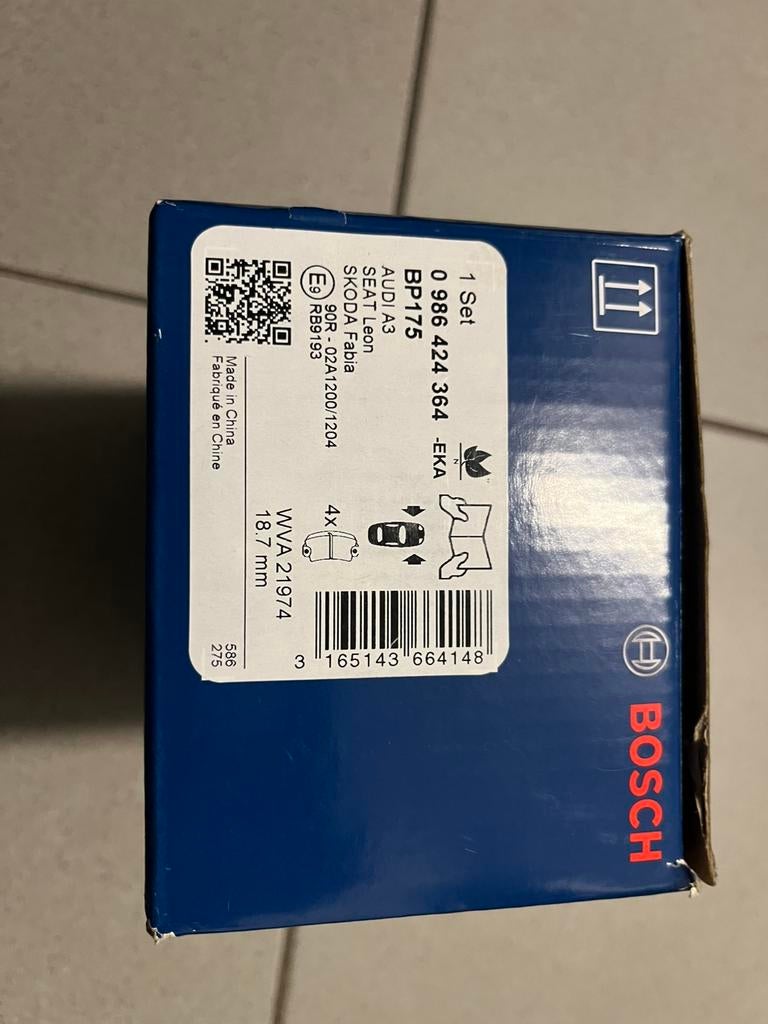 BOSCH
1 Set
0 986 424 364 -EKA
BP175
AUDI A3
SEAT Leon
SKODA Fabia
E9 90R - 02A1200/1204
RB9193
N
4x
WVA 21974
18.7 mm
3 165143 664148
Made in China
Fabriqué en Chine
586
275